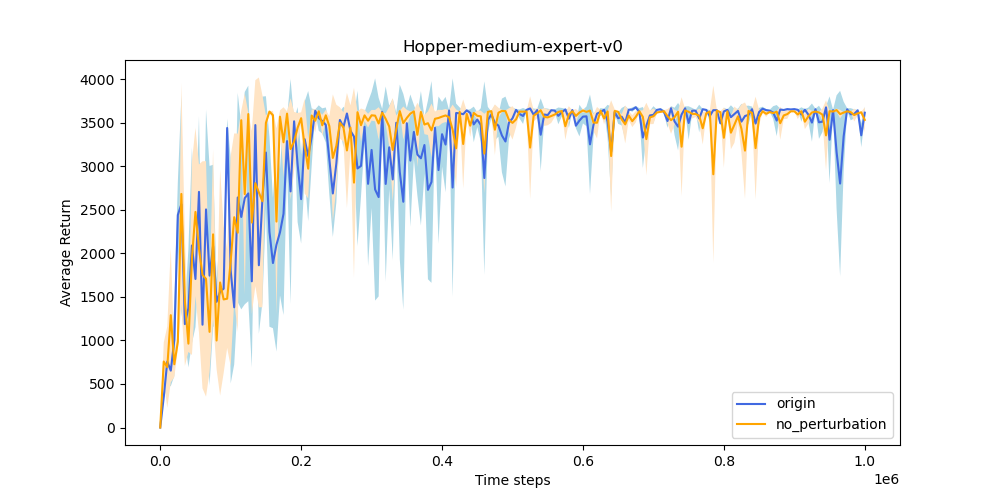 Hopper-medium-expert-v0
Average Return
4000
3500
3000
2500
2000
1500
1000
500
0
0.0
0.2
0.4
0.6
0.8
1.0
1e6
Time steps
origin
no_perturbation